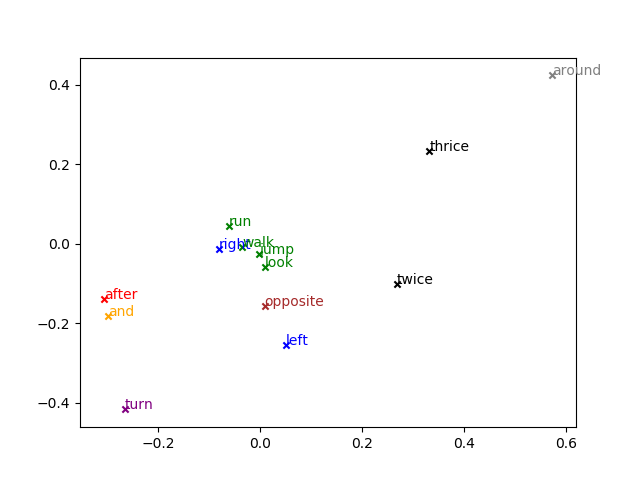 around
0.4
thrice
0.2
run
right
walk
0.0
jump
look
twice
after
opposite
and
−0.2
left
turn
−0.4
−0.2 0.0 0.2 0.4 0.6